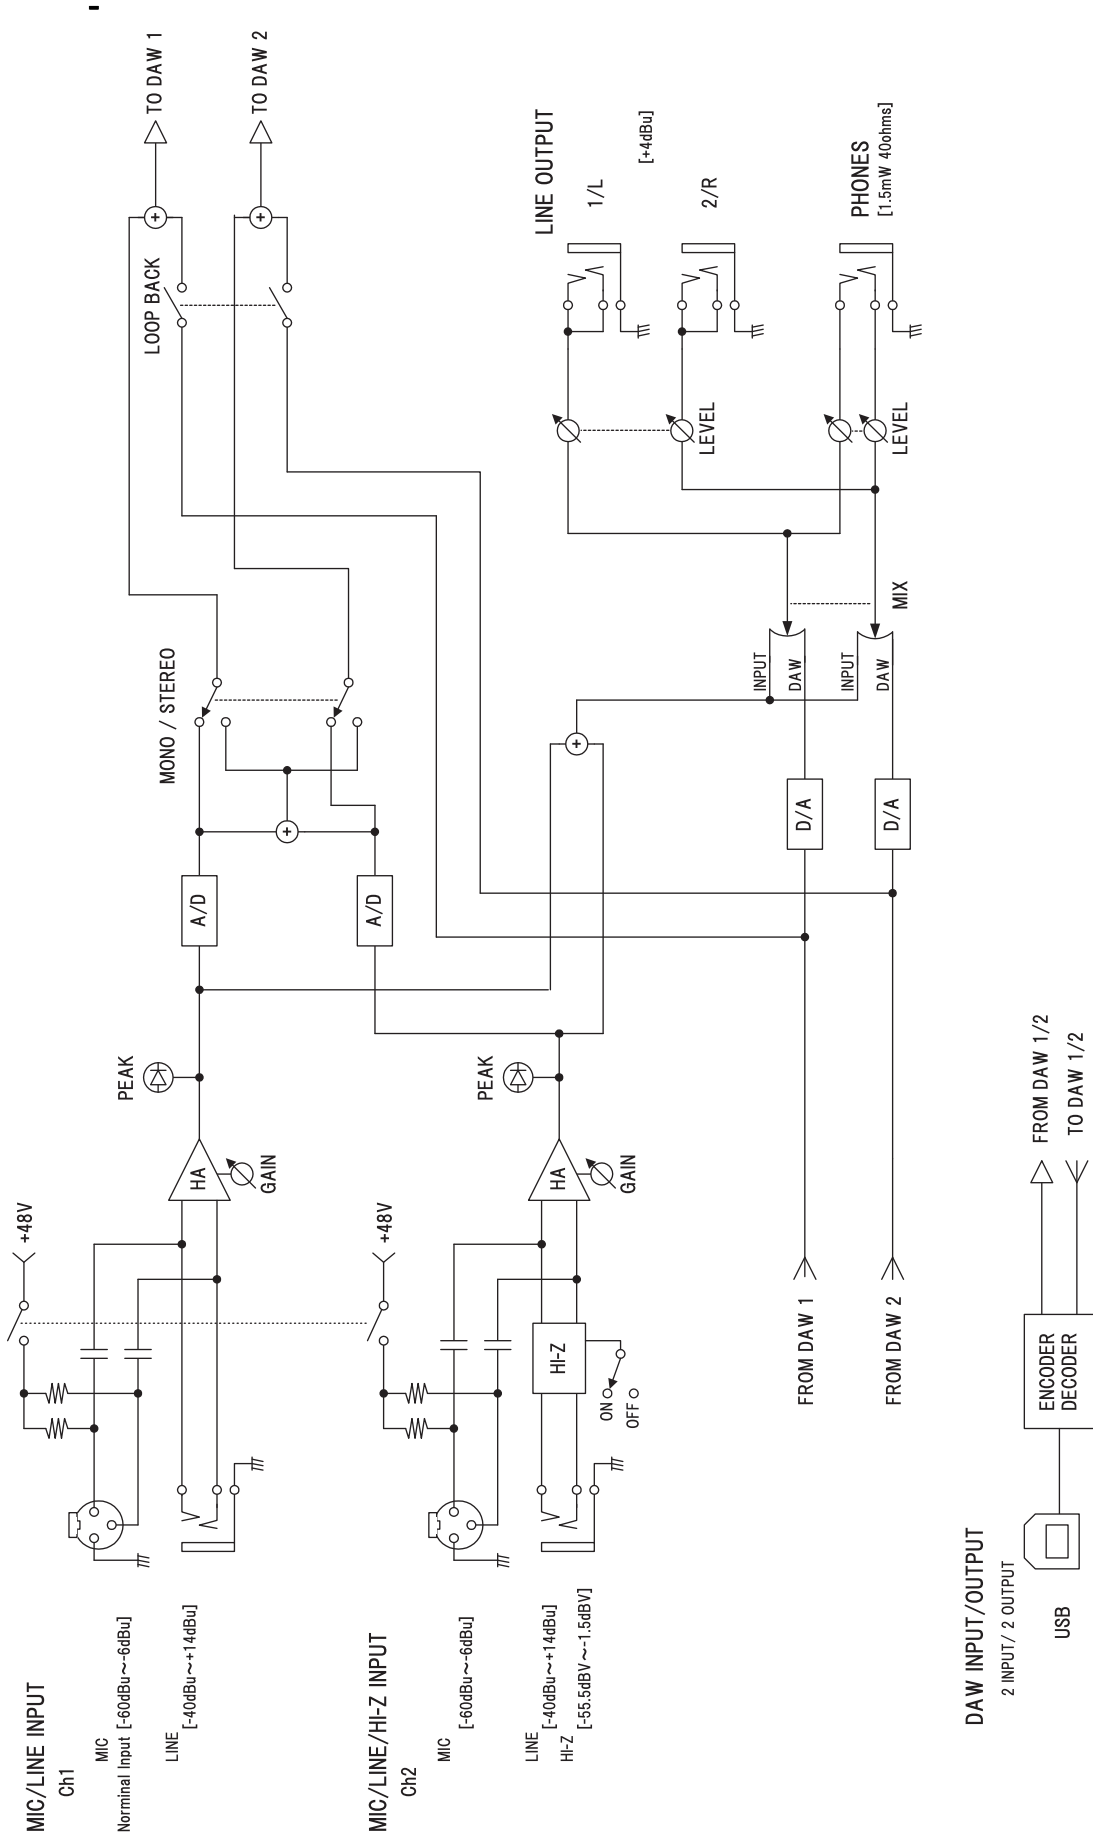 MIC/LINE INPUT
Ch1
MIC
Norminal Input [-60dBu～-6dBu]
LINE
[-40dBu～+14dBu]
+48V
HA
GAIN
PEAK
A/D
MONO / STEREO
LOOP BACK
TO DAW 1
TO DAW 2
MIC/LINE/HI-Z INPUT
Ch2
MIC
[-60dBu～-6dBu]
LINE
[-40dBu～+14dBu]
HI-Z
[-55.5dBV～-1.5dBV]
+48V
HI-Z
ON
OFF
HA
GAIN
PEAK
A/D
LINE OUTPUT
1/L
[+4dBu]
2/R
LEVEL
PHONES
[1.5mW 40ohms]
LEVEL
MIX
INPUT
DAW
INPUT
DAW
D/A
D/A
FROM DAW 1
FROM DAW 2
DAW INPUT/OUTPUT
2 INPUT/ 2 OUTPUT
USB
ENCODER
DECODER
FROM DAW 1/2
TO DAW 1/2